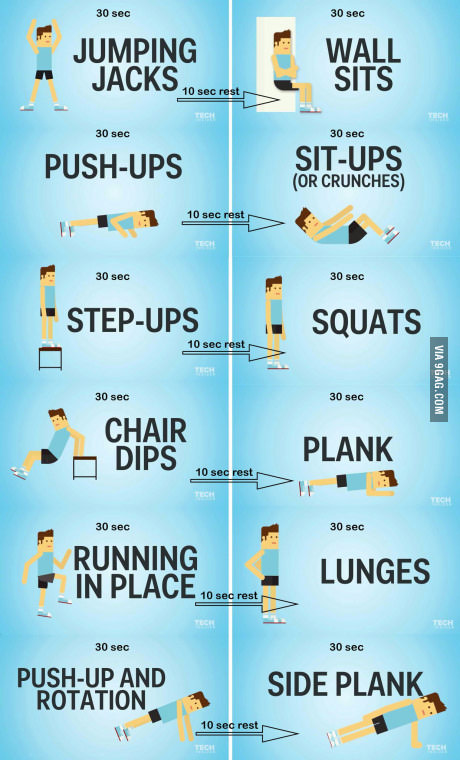 30 sec
JUMPING
JACKS
10 sec rest
TECH
30 sec
WALL
SITS
TECH
30 sec
PUSH-UPS
10 sec rest
TECH
30 sec
SIT-UPS
(OR CRUNCHES)
TECH
30 sec
STEP-UPS
10 sec rest
TECH
30 sec
SQUATS
VIA 9GAG.COM
30 sec
CHAIR
DIPS
10 sec rest
TECH
30 sec
PLANK
TECH
30 sec
RUNNING
IN PLACE
10 sec rest
TECH
30 sec
LUNGES
TECH
30 sec
PUSH-UP AND
ROTATION
10 sec rest
TECH
30 sec
SIDE PLANK
TECH